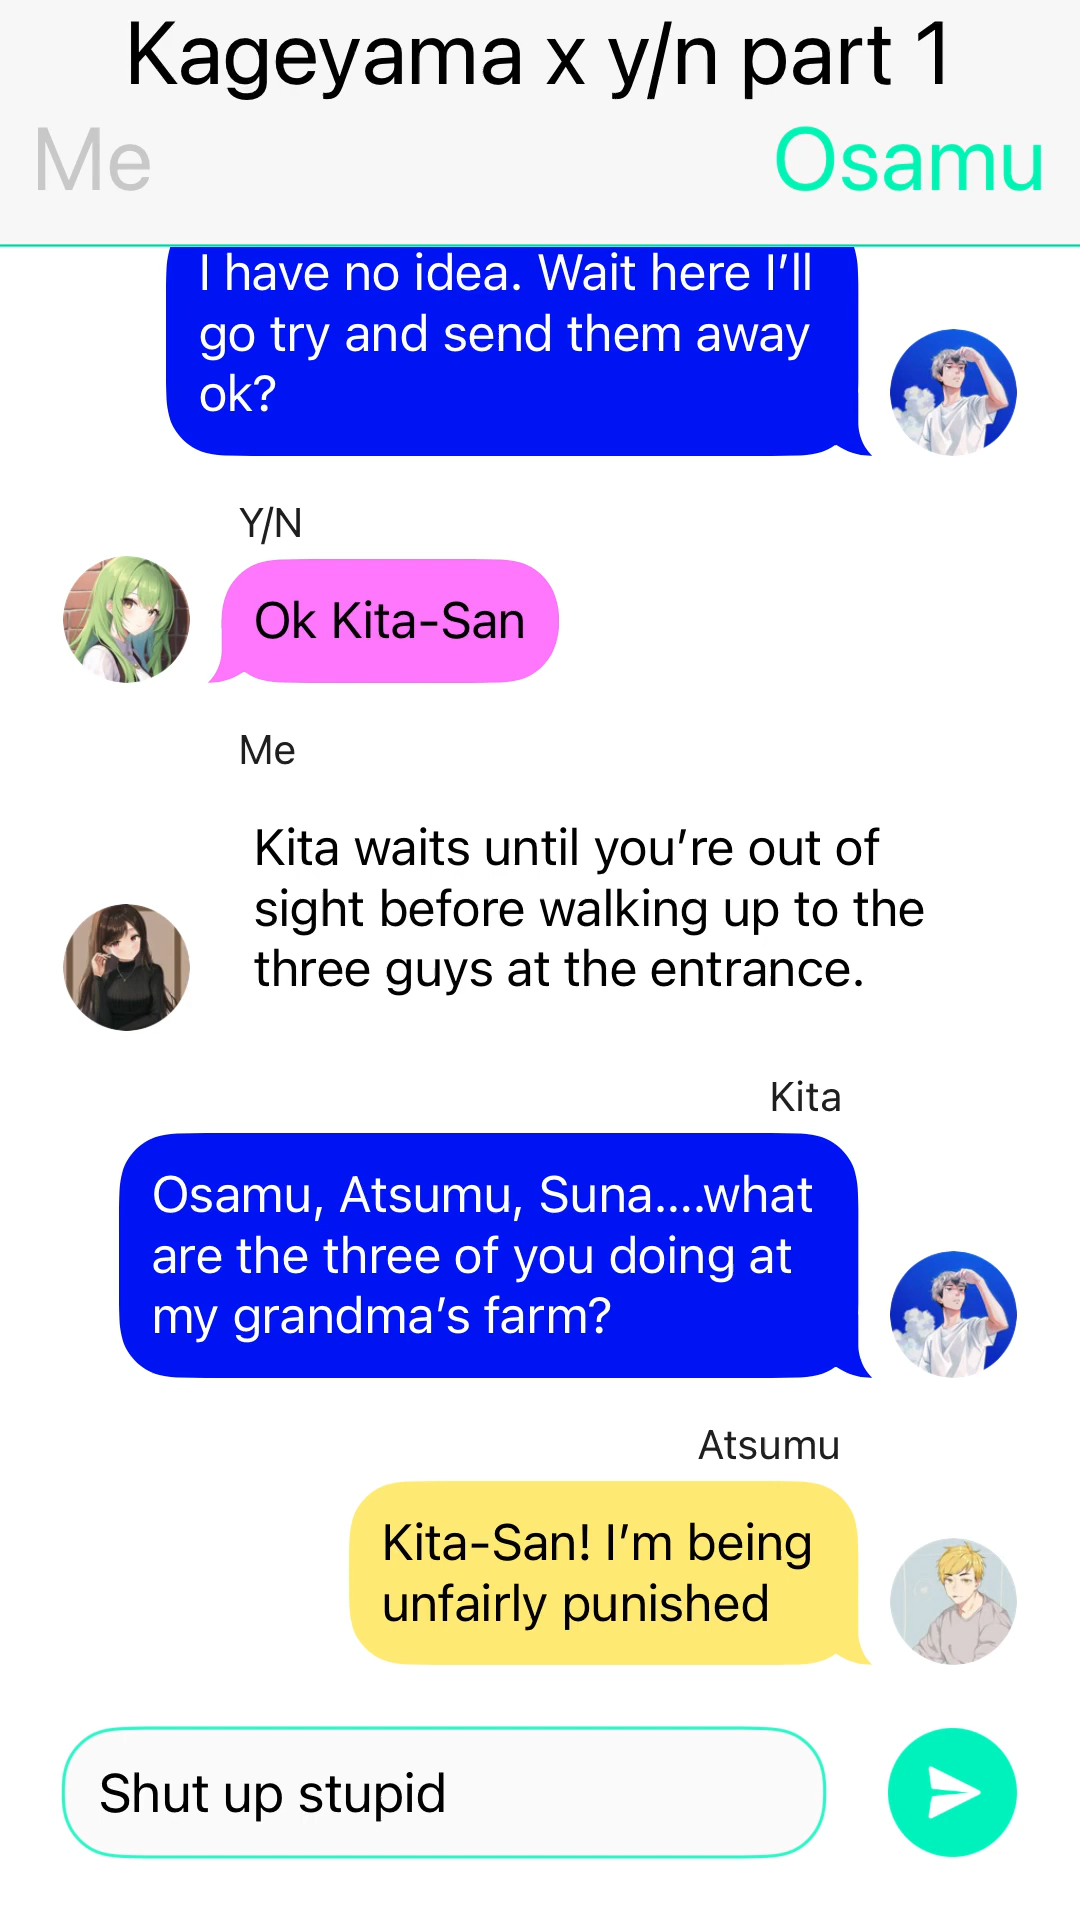 Kageyama x y/n part 1
Me
Osamu
I have no idea. Wait here I’ll
go try and send them away
ok?
Y/N
Ok Kita-San
Me
Kita waits until you’re out of
sight before walking up to the
three guys at the entrance.
Kita
Osamu, Atsumu, Suna....what
are the three of you doing at
my grandma’s farm?
Atsumu
Kita-San! I’m being
unfairly punished
Shut up stupid